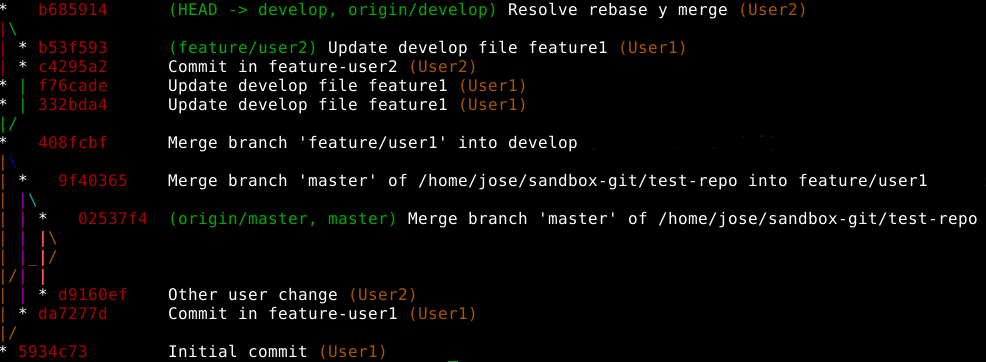 * b685914 (HEAD -> develop, origin/develop) Resolve rebase y merge (User2)
|\
| * b53f593 (feature/user2) Update develop file feature1 (User1)
| * c4295a2 Commit in feature-user2 (User2)
* | f76cade Update develop file feature1 (User1)
* | 332bda4 Update develop file feature1 (User1)
|/
* 408fcbf Merge branch 'feature/user1' into develop
|\
| * 9f40365 Merge branch 'master' of /home/jose/sandbox-git/test-repo into feature/user1
| |\
| | * 02537f4 (origin/master, master) Merge branch 'master' of /home/jose/sandbox-git/test-repo
| | |\
| |_|/
|/| |
| | * d9160ef Other user change (User2)
| * da7277d Commit in feature-user1 (User1)
|/
* 5934c73 Initial commit (User1)